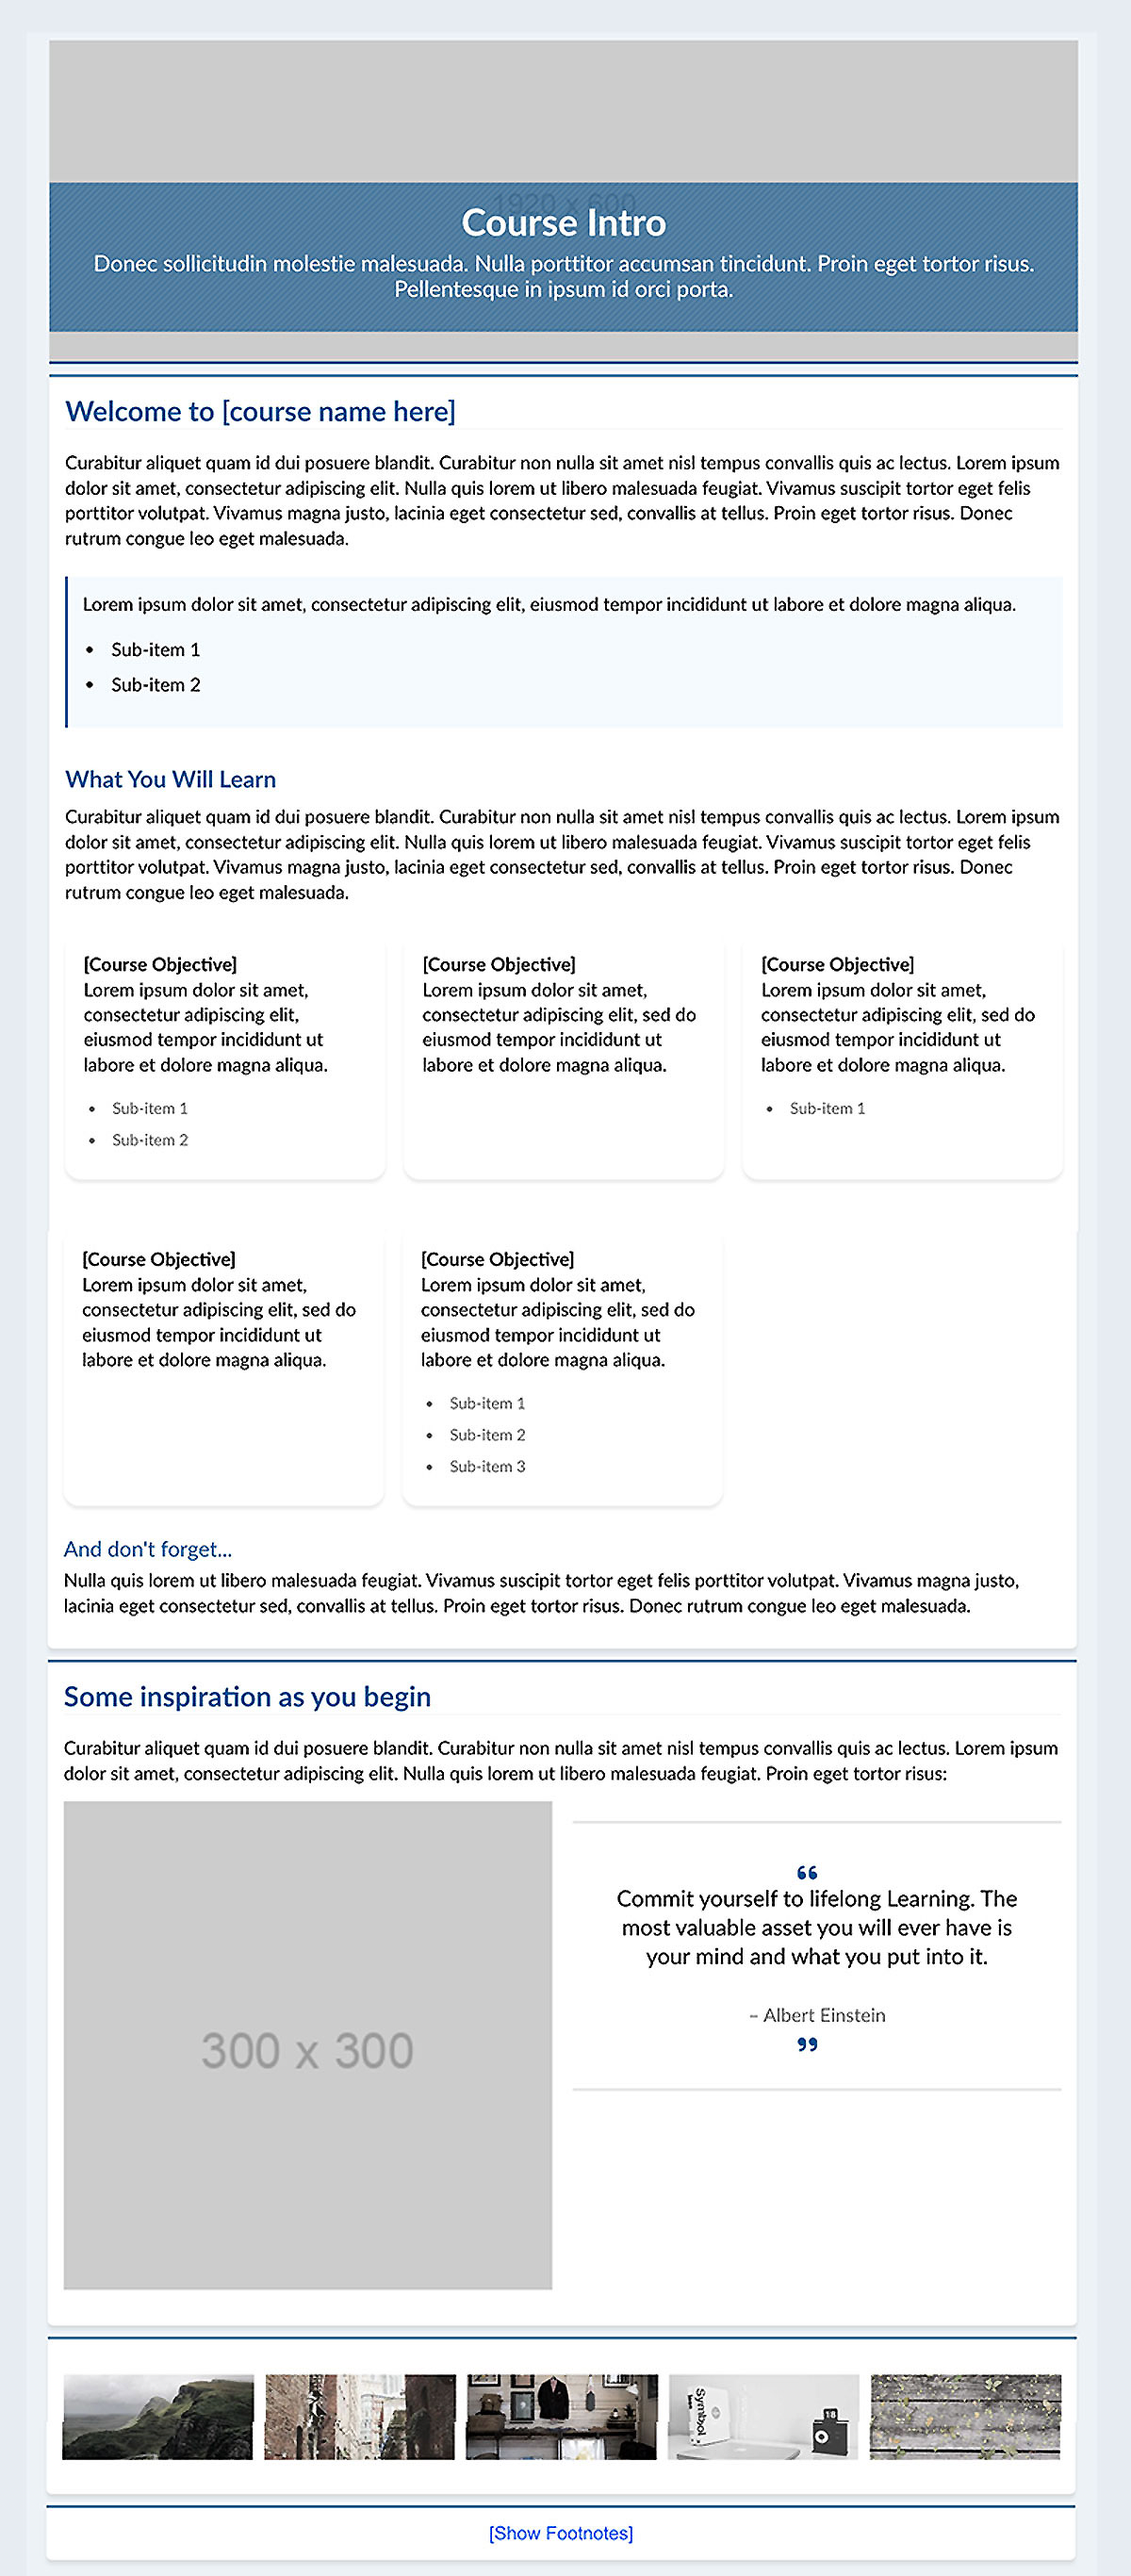 1920 x 600
Course Intro
Donec sollicitudin molestie malesuada. Nulla porttitor accumsan tincidunt. Proin eget tortor risus.
Pellentesque in ipsum id orci porta.
Welcome to [course name here]
Curabitur aliquet quam id dui posuere blandit. Curabitur non nulla sit amet nisl tempus convallis quis ac lectus. Lorem ipsum
dolor sit amet, consectetur adipiscing elit. Nulla quis lorem ut libero malesuada feugiat. Vivamus suscipit tortor eget felis
porttitor volutpat. Vivamus magna justo, lacinia eget consectetur sed, convallis at tellus. Proin eget tortor risus. Donec
rutrum congue leo eget malesuada.
Lorem ipsum dolor sit amet, consectetur adipiscing elit, eiusmod tempor incididunt ut labore et dolore magna aliqua.
• Sub-item 1
• Sub-item 2
What You Will Learn
Curabitur aliquet quam id dui posuere blandit. Curabitur non nulla sit amet nisl tempus convallis quis ac lectus. Lorem ipsum
dolor sit amet, consectetur adipiscing elit. Nulla quis lorem ut libero malesuada feugiat. Vivamus suscipit tortor eget felis
porttitor volutpat. Vivamus magna justo, lacinia eget consectetur sed, convallis at tellus. Proin eget tortor risus. Donec
rutrum congue leo eget malesuada.
[Course Objective]
Lorem ipsum dolor sit amet,
consectetur adipiscing elit,
eiusmod tempor incididunt ut
labore et dolore magna aliqua.
• Sub-item 1
• Sub-item 2
[Course Objective]
Lorem ipsum dolor sit amet,
consectetur adipiscing elit, sed do
eiusmod tempor incididunt ut
labore et dolore magna aliqua.
[Course Objective]
Lorem ipsum dolor sit amet,
consectetur adipiscing elit, sed do
eiusmod tempor incididunt ut
labore et dolore magna aliqua.
• Sub-item 1
[Course Objective]
Lorem ipsum dolor sit amet,
consectetur adipiscing elit, sed do
eiusmod tempor incididunt ut
labore et dolore magna aliqua.
[Course Objective]
Lorem ipsum dolor sit amet,
consectetur adipiscing elit, sed do
eiusmod tempor incididunt ut
labore et dolore magna aliqua.
• Sub-item 1
• Sub-item 2
• Sub-item 3
And don't forget...
Nulla quis lorem ut libero malesuada feugiat. Vivamus suscipit tortor eget felis porttitor volutpat. Vivamus magna justo,
lacinia eget consectetur sed, convallis at tellus. Proin eget tortor risus. Donec rutrum congue leo eget malesuada.
Some inspiration as you begin
Curabitur aliquet quam id dui posuere blandit. Curabitur non nulla sit amet nisl tempus convallis quis ac lectus. Lorem ipsum
dolor sit amet, consectetur adipiscing elit. Nulla quis lorem ut libero malesuada feugiat. Proin eget tortor risus:
300 x 300
“
Commit yourself to lifelong Learning. The
most valuable asset you will ever have is
your mind and what you put into it.
– Albert Einstein
”
Symbol
18
[Show Footnotes]